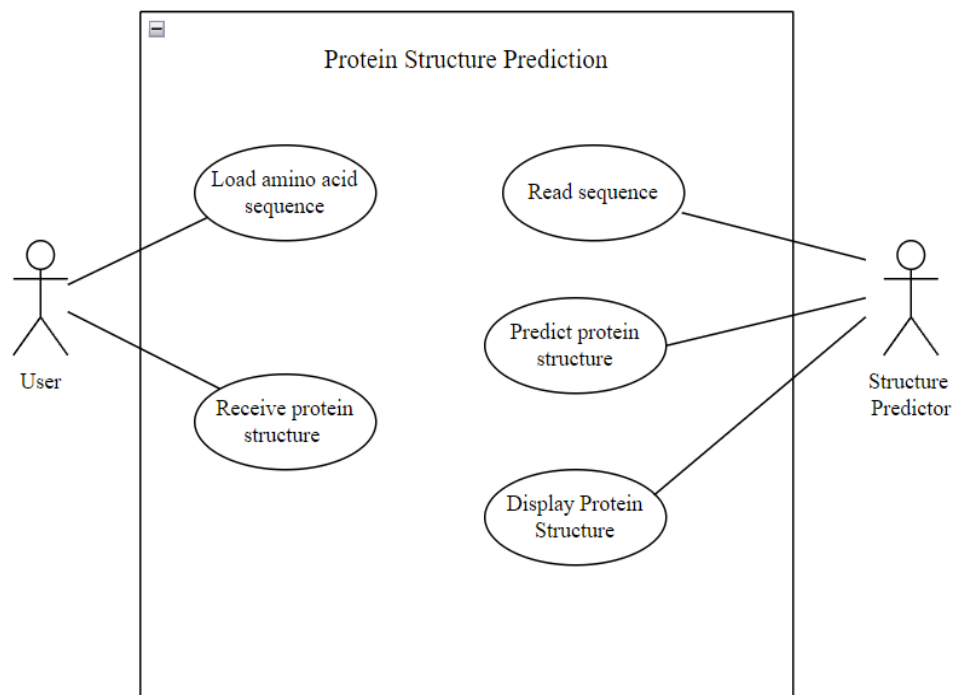 Protein Structure Prediction
Load amino acid
sequence
Read sequence
Predict protein
structure
User
Structure
Predictor
Receive protein
structure
Display Protein
Structure